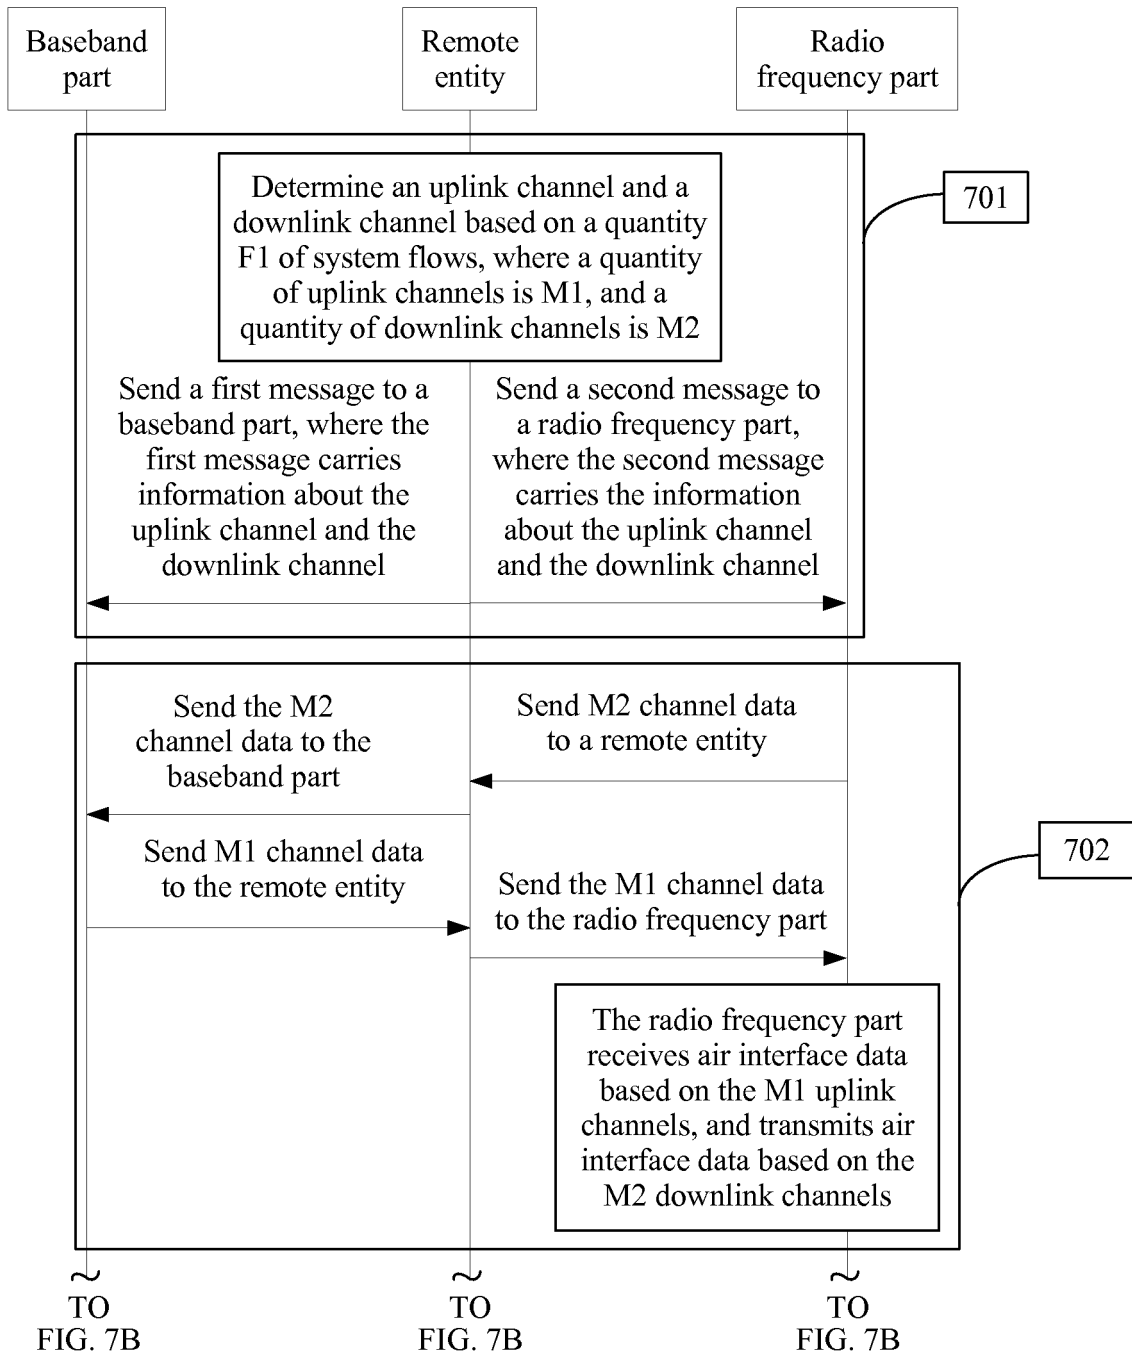 Baseband
part
Remote
entity
Radio
frequency part
Determine an uplink channel and a
downlink channel based on a quantity
F1 of system flows, where a quantity
of uplink channels is M1, and a
quantity of downlink channels is M2
701
Send a first message to a
baseband part, where the
first message carries
information about the
uplink channel and the
downlink channel
Send a second message to
a radio frequency part,
where the second message
carries the information
about the uplink channel
and the downlink channel
Send the M2
channel data to the
baseband part
Send M2 channel data
to a remote entity
Send M1 channel data
to the remote entity
Send the M1 channel data
to the radio frequency part
702
The radio frequency part
receives air interface data
based on the M1 uplink
channels, and transmits air
interface data based on the
M2 downlink channels
TO
FIG. 7B
TO
FIG. 7B
TO
FIG. 7B